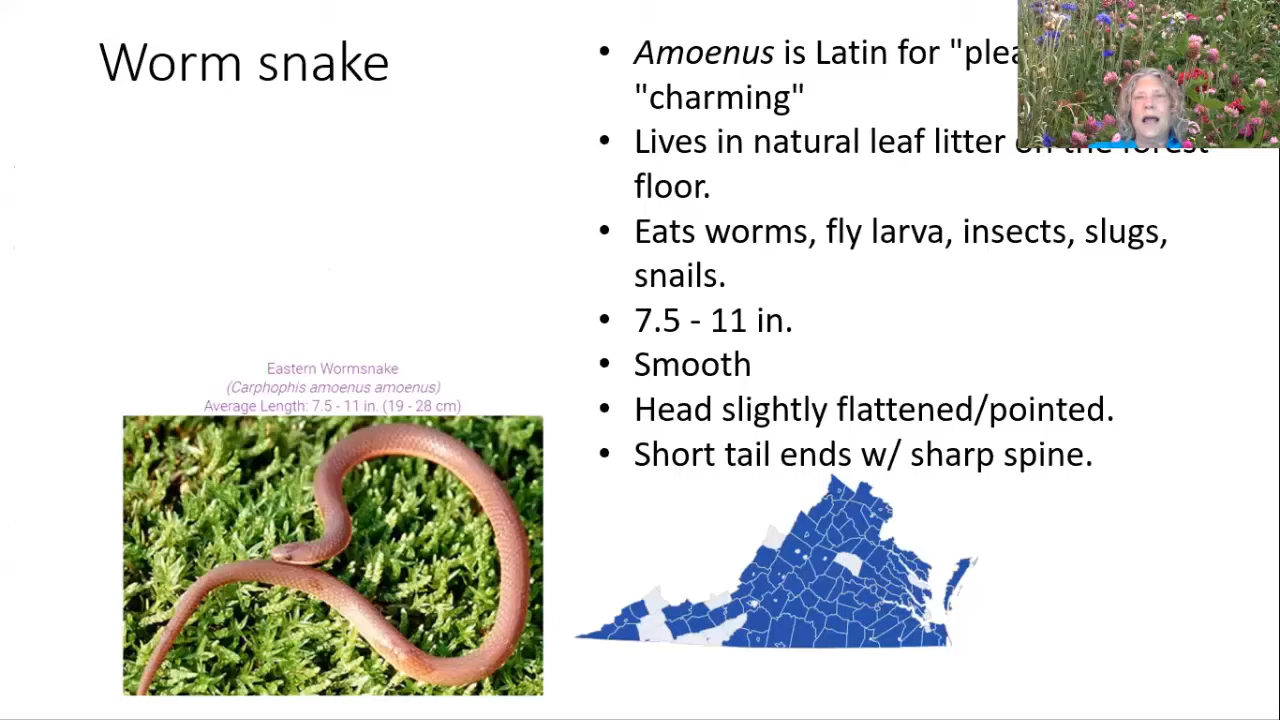 Worm snake
• Amoenus is Latin for
"charming"
• Lives in natural leaf litter on the forest
floor.
• Eats worms, fly larva, insects, slugs,
snails.
• 7.5 - 11 in.
• Smooth
• Head slightly flattened/pointed.
• Short tail ends w/ sharp spine.
Eastern Wormsnake
(Carphophis amoenus amoenus)
Average Length: 7.5 - 11 in. (19 - 28 cm)